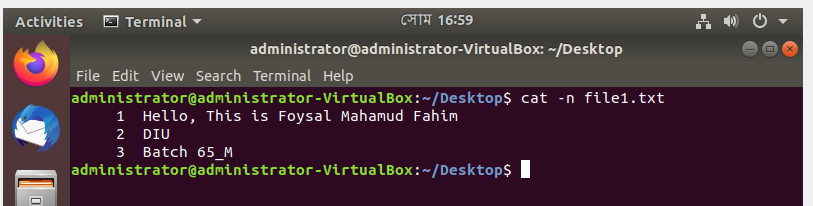 Activities Terminal সোম 16:59
administrator@administrator-VirtualBox: ~/Desktop
File Edit View Search Terminal Help
administrator@administrator-VirtualBox:~/Desktop$ cat -n file1.txt
1 Hello, This is Foysal Mahamud Fahim
2 DIU
3 Batch 65_M
administrator@administrator-VirtualBox:~/Desktop$